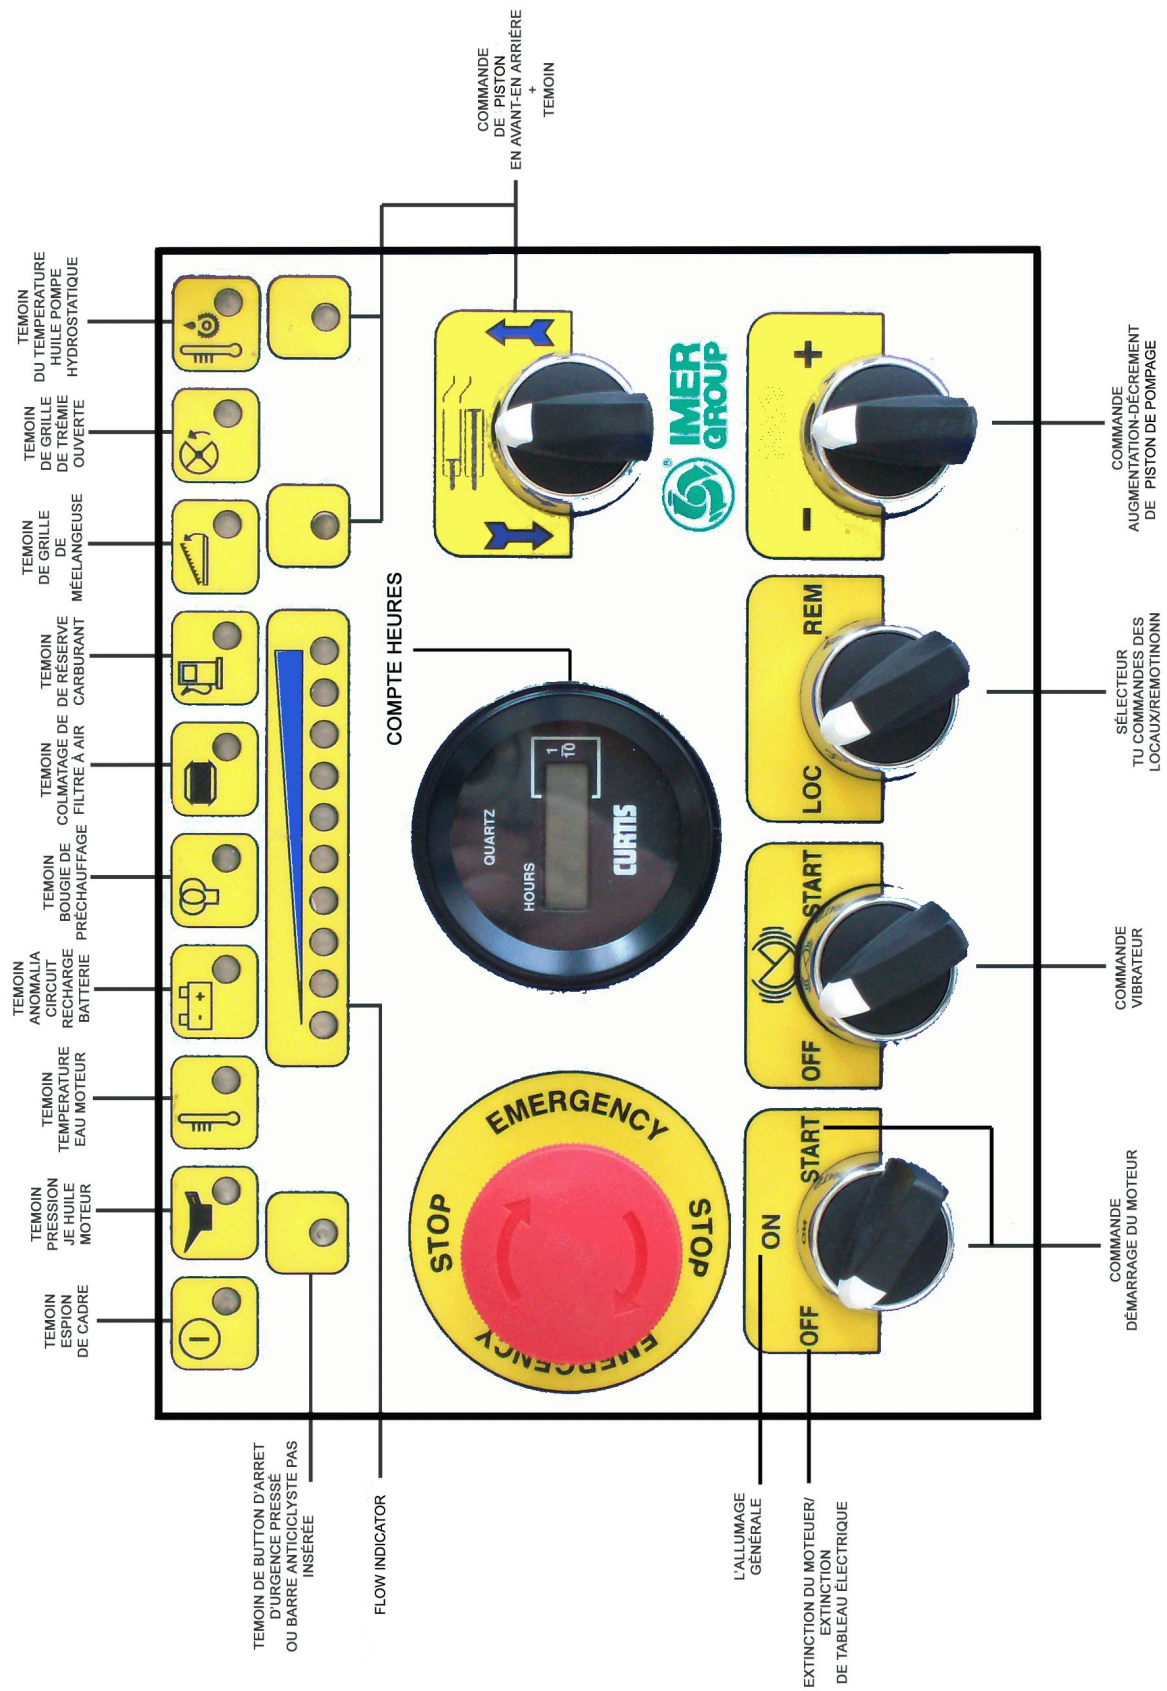 TEMOIN
ESPION
DE CADRE
TEMOIN
PRESSION
JE HUILE
MOTEUR
TEMOIN
TEMPERATURE
EAU MOTEUR
TEMOIN
ANOMALIA
CIRCUIT
RECHARGE
BATTERIE
TEMOIN
BOUGIE DE
PRÉCHAUFFAGE
TEMOIN
COLMATAGE DE
FILTRE À AIR
TEMOIN
DE RÉSERVE
CARBURANT
TEMOIN
DE GRILLE
DE
MÉELANGEUSE
TEMOIN
DE GRILLE
DE TRÉMIE
OUVERTE
TEMOIN
DU TEMPERATURE
HUILE POMPE
HYDROSTATIQUE
TEMOIN DE BUTTON D'ARRET
D'URGENCE PRESSÉ
OU BARRE ANTICICLYSTE PAS
INSÉRÉE
FLOW INDICATOR
COMPTE HEURES
COMMANDE
DE PISTON
EN AVANT-EN ARRIÉRE
+
TEMOIN
STOP
EMERGENCY
STOP
EMERGENCY
QUARTZ
HOURS
1/10
CURTIS
®
IMER
GROUP
L'ALLUMAGE
GÉNÉRALE
EXTINCTION DU MOTEUER/
EXTINCTION
DE TABLEAU ÉLECTRIQUE
OFF
ON
START
OFF
START
LOC
REM
-
+
COMMANDE
DÉMARRAGE DU MOTEUR
COMMANDE
VIBRATEUR
SÉLECTEUR
TU COMMANDES DES
LOCAUX/REMOTINONN
COMMANDE
AUGMENTATION-DÉCREMENT
DE PISTON DE POMPAGE